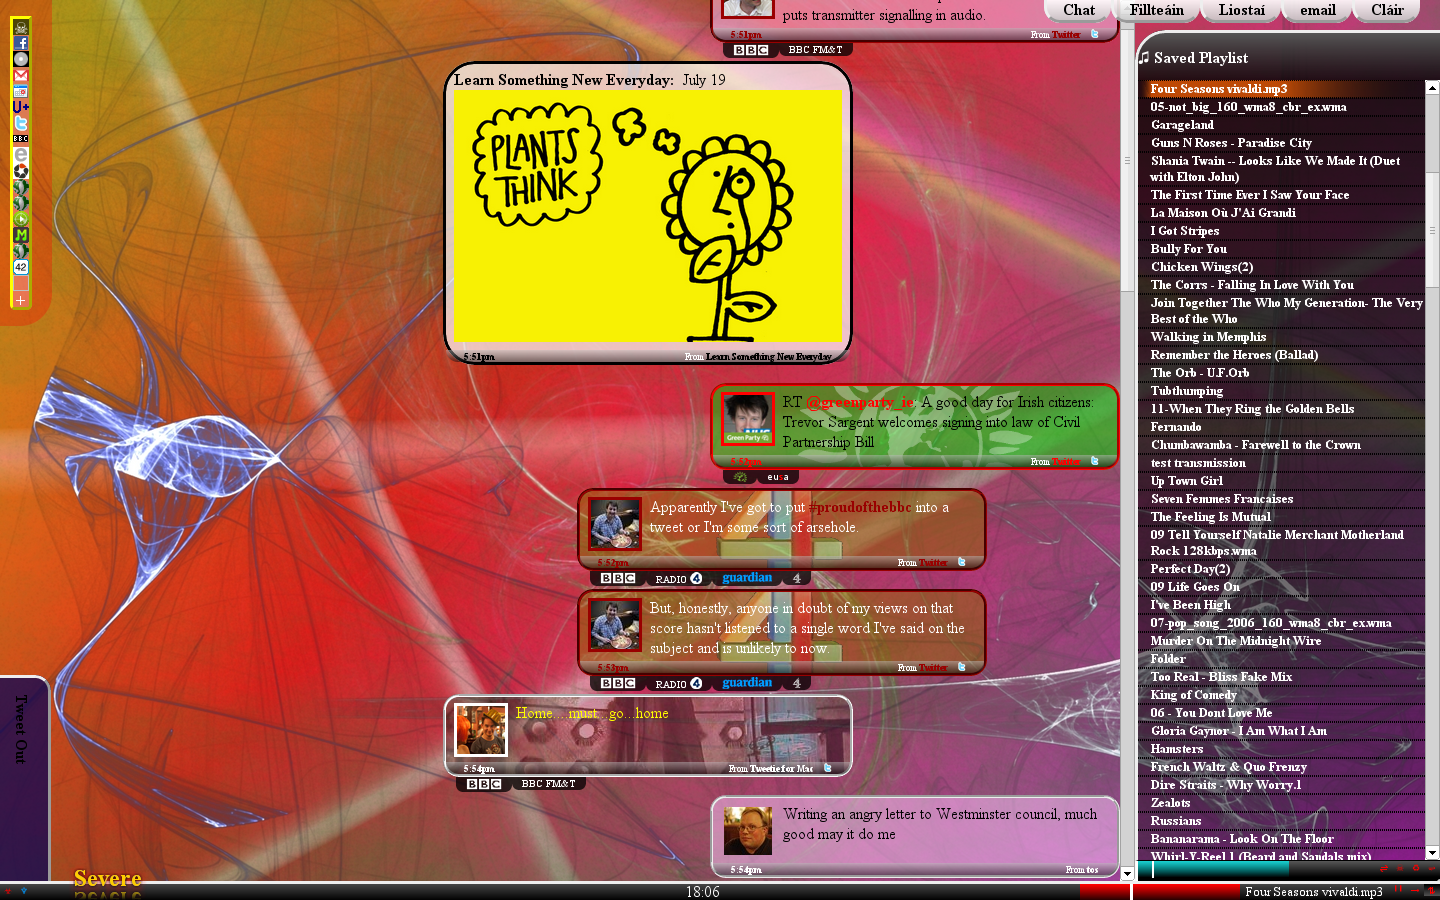 Chat
Fillteáin
Liostaí
email
Cláir
puts transmitter signalling in audio.
5:51pm
From Twitter
BBC
BBC FM&T
Learn Something New Everyday: July 19
PLANTS
THINK
5:51pm
From Learn Something New Everyday
RT @greenparty_ie: A good day for Irish citizens:
Trevor Sargent welcomes signing into law of Civil
Partnership Bill
Green Party
5:52pm
From Twitter
eusa
Apparently I've got to put #proudofthebbc into a
tweet or I'm some sort of arsehole.
5:52pm
From Twitter
BBC
RADIO 4
guardian
4
But, honestly, anyone in doubt of my views on that
score hasn't listened to a single word I've said on the
subject and is unlikely to now.
5:53pm
From Twitter
BBC
RADIO 4
guardian
4
Home....must...go...home
5:54pm
From Tweetie for Mac
BBC
BBC FM&T
Writing an angry letter to Westminster council, much
good may it do me
5:54pm
From tos
U+
BBC
42
Tweet Out
Severe
18:06
Saved Playlist
Four Seasons vivaldi.mp3
05-not_big_160_wma8_cbr_ex.wma
Garageland
Guns N Roses - Paradise City
Shania Twain -- Looks Like We Made It (Duet
with Elton John)
The First Time Ever I Saw Your Face
La Maison Où J'Ai Grandi
I Got Stripes
Bully For You
Chicken Wings(2)
The Corrs - Falling In Love With You
Join Together The Who My Generation- The Very
Best of the Who
Walking in Memphis
Remember the Heroes (Ballad)
The Orb - U.F.Orb
Tubthumping
11-When They Ring the Golden Bells
Fernando
Chumbawamba - Farewell to the Crown
test transmission
Up Town Girl
Seven Femmes Francaises
The Feeling Is Mutual
09 Tell Yourself Natalie Merchant Motherland
Rock 128kbps.wma
Perfect Day(2)
09 Life Goes On
I've Been High
07-pop_song_2006_160_wma8_cbr_ex.wma
Murder On The Midnight Wire
Folder
Too Real - Bliss Fake Mix
King of Comedy
06 - You Dont Love Me
Gloria Gaynor - I Am What I Am
Hamsters
French Waltz & Quo Frenzy
Dire Straits - Why Worry.1
Zealots
Russians
Bananarama - Look On The Floor
Whirl-Y-Reel 1 (Beard and Sandals mix)
Four Seasons vivaldi.mp3